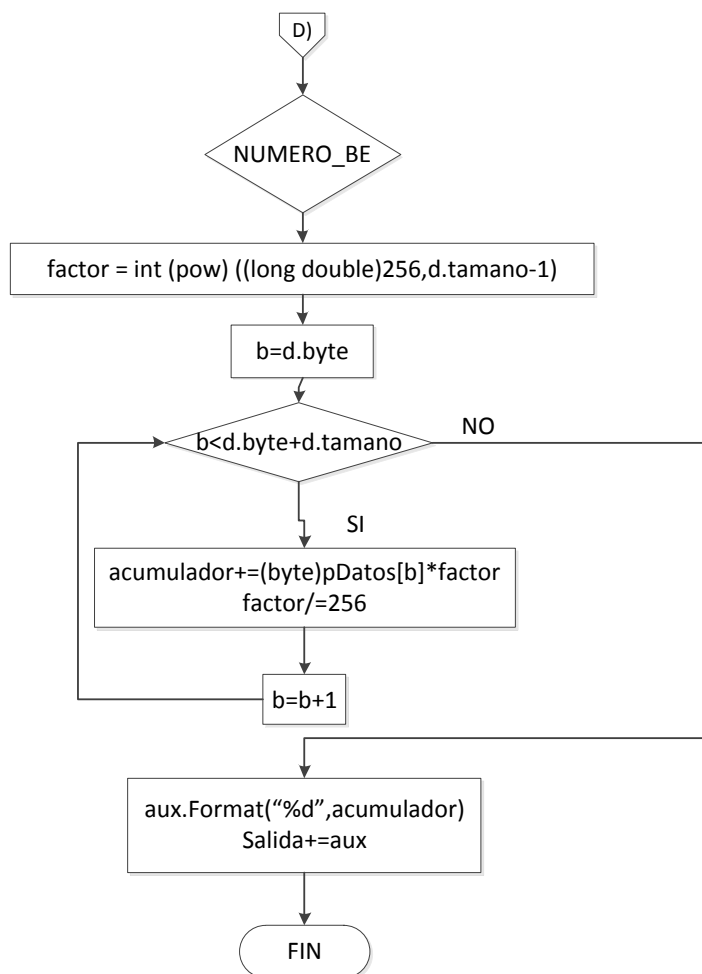 D)
NUMERO_BE
factor = int (pow) ((long double)256,d.tamano-1)
b=d.byte
b<d.byte+d.tamano
NO
SI
acumulador+=(byte)pDatos[b]*factor
factor/=256
b=b+1
aux.Format(“%d”,acumulador)
Salida+=aux
FIN